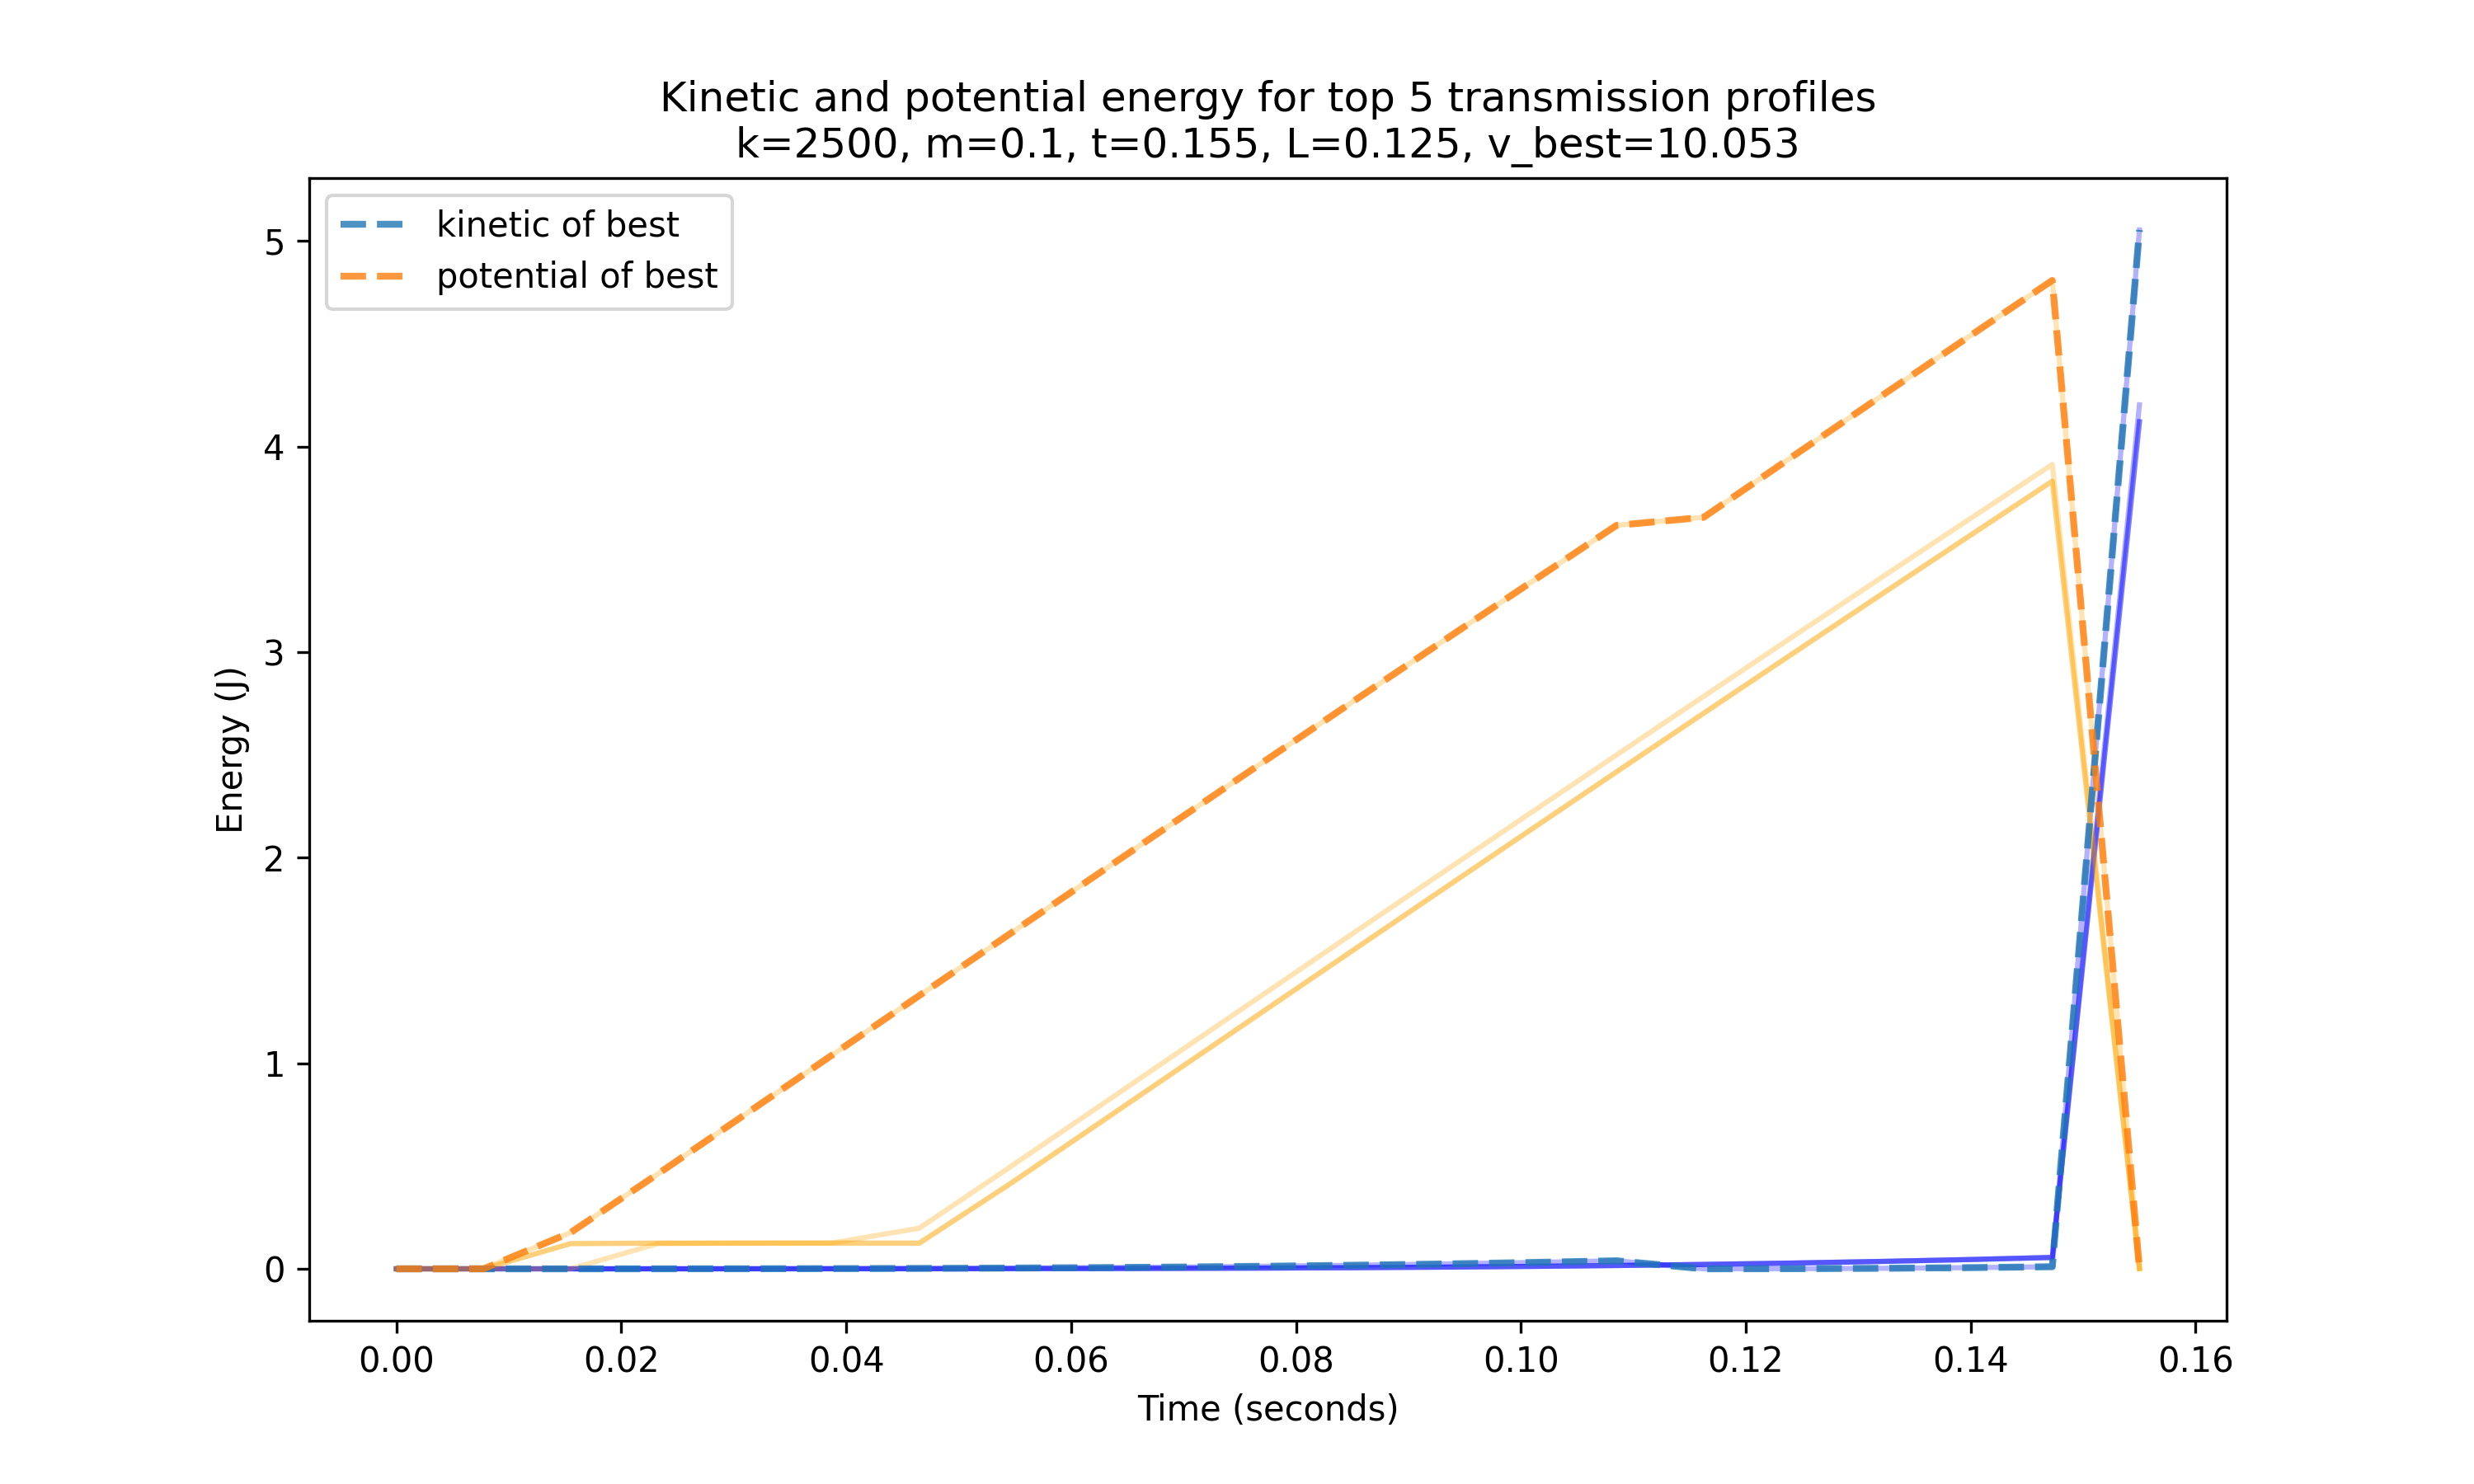 Kinetic and potential energy for top 5 transmission profiles
k=2500, m=0.1, t=0.155, L=0.125, v_best=10.053
kinetic of best
potential of best
5
4
3
2
1
0
Energy (J)
0.00 0.02 0.04 0.06 0.08 0.10 0.12 0.14 0.16
Time (seconds)